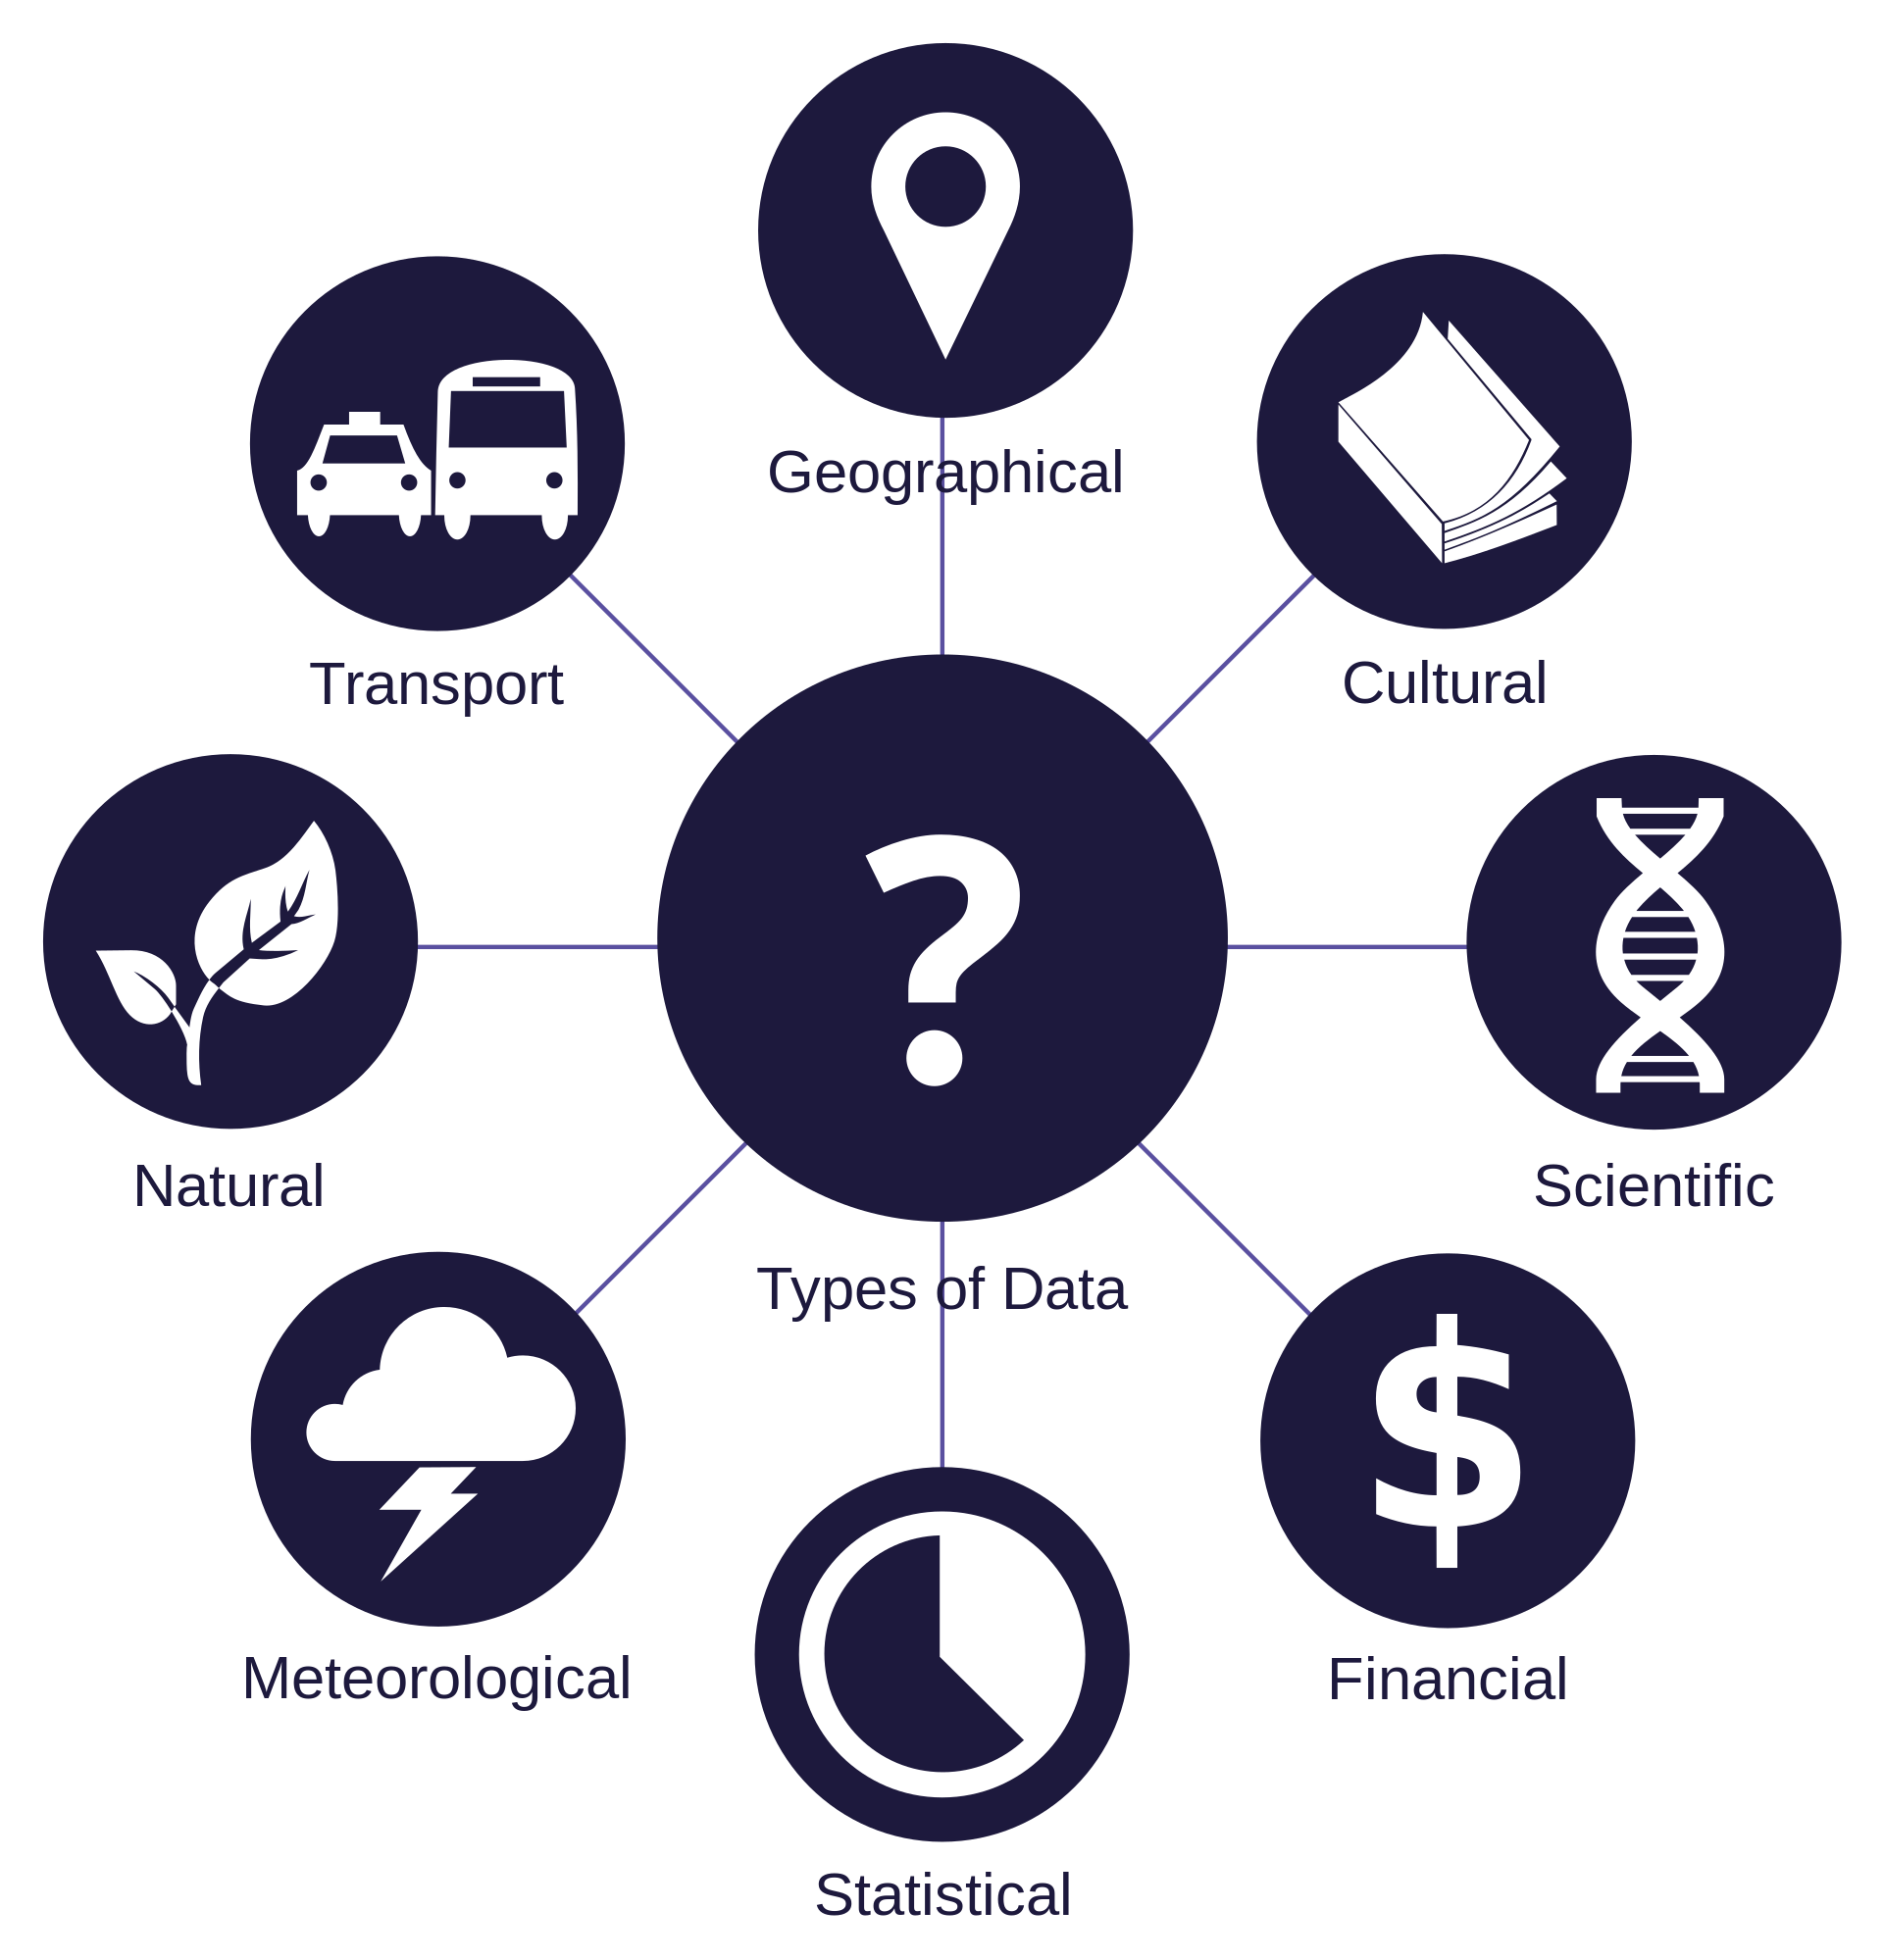 Geographical
Transport
Cultural
Natural
?
Scientific
Types of Data
$
Meteorological
Financial
Statistical